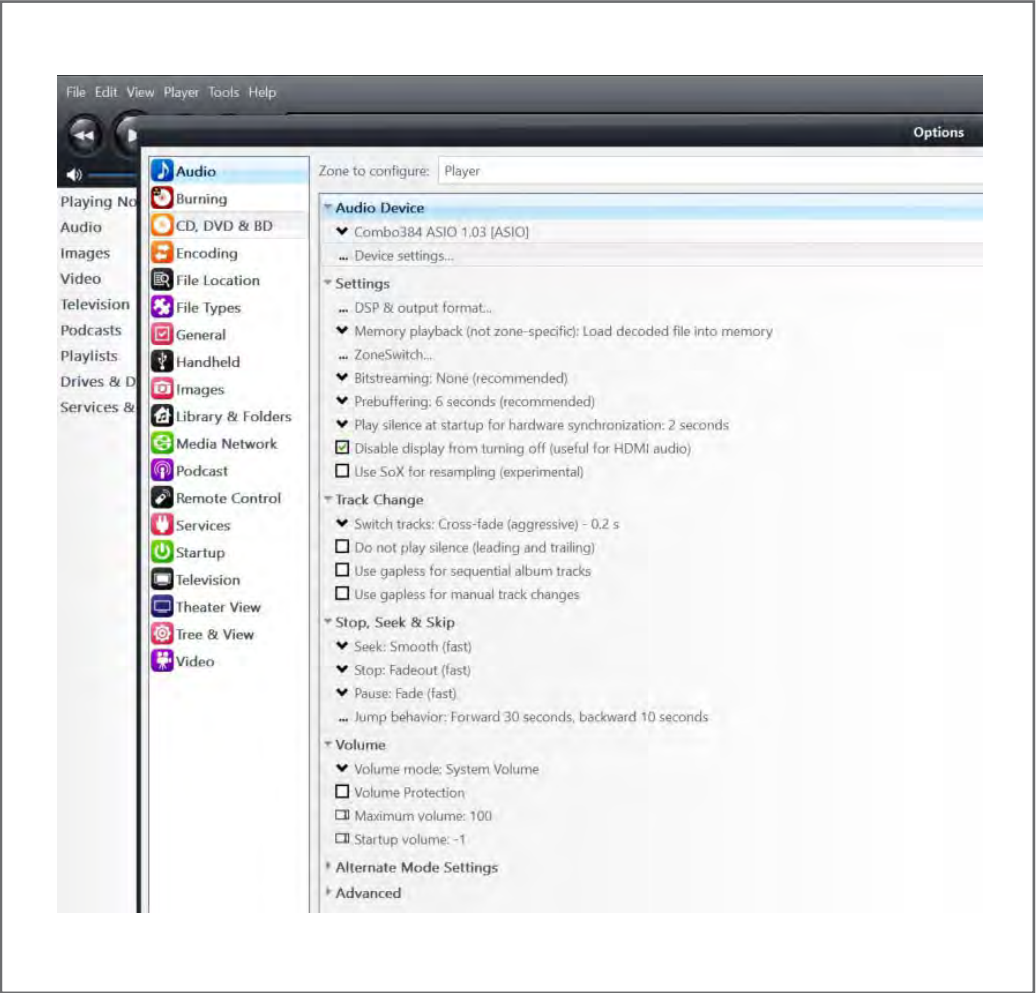 File Edit View Player Tools Help
Options
Playing No
Audio
Images
Video
Television
Podcasts
Playlists
Drives & D
Services &
Audio
Burning
CD, DVD & BD
Encoding
File Location
File Types
General
Handheld
Images
Library & Folders
Media Network
Podcast
Remote Control
Services
Startup
Television
Theater View
Tree & View
Video
Zone to configure: Player
Audio Device
Combo384 ASIO 1.03 [ASIO]
... Device settings...
Settings
... DSP & output format...
Memory playback (not zone-specific): Load decoded file into memory
... ZoneSwitch...
Bitstreaming: None (recommended)
Prebuffering: 6 seconds (recommended)
Play silence at startup for hardware synchronization: 2 seconds
Disable display from turning off (useful for HDMI audio)
Use SoX for resampling (experimental)
Track Change
Switch tracks: Cross-fade (aggressive) - 0.2 s
Do not play silence (leading and trailing)
Use gapless for sequential album tracks
Use gapless for manual track changes
Stop, Seek & Skip
Seek: Smooth (fast)
Stop: Fadeout (fast)
Pause: Fade (fast)
... Jump behavior: Forward 30 seconds, backward 10 seconds
Volume
Volume mode: System Volume
Volume Protection
Maximum volume: 100
Startup volume: -1
Alternate Mode Settings
Advanced